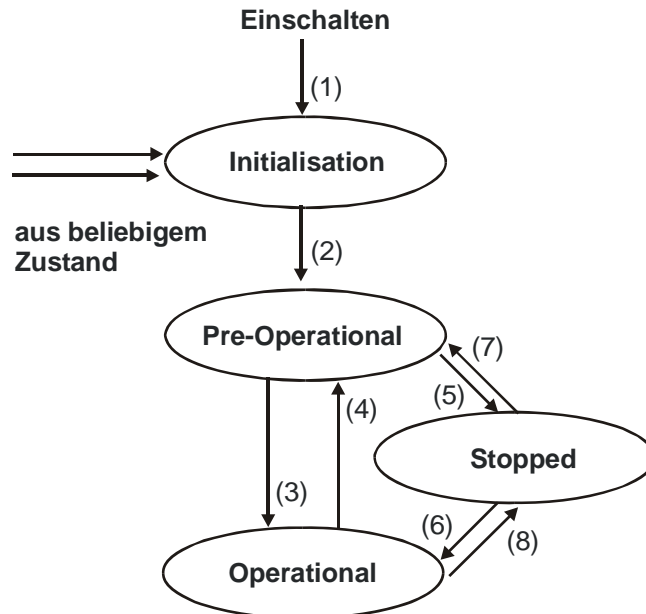 Einschalten
(1)
Initialisation
aus beliebigem
Zustand
(2)
Pre-Operational
(7)
(5)
(4)
Stopped
(3)
(6)
(8)
Operational